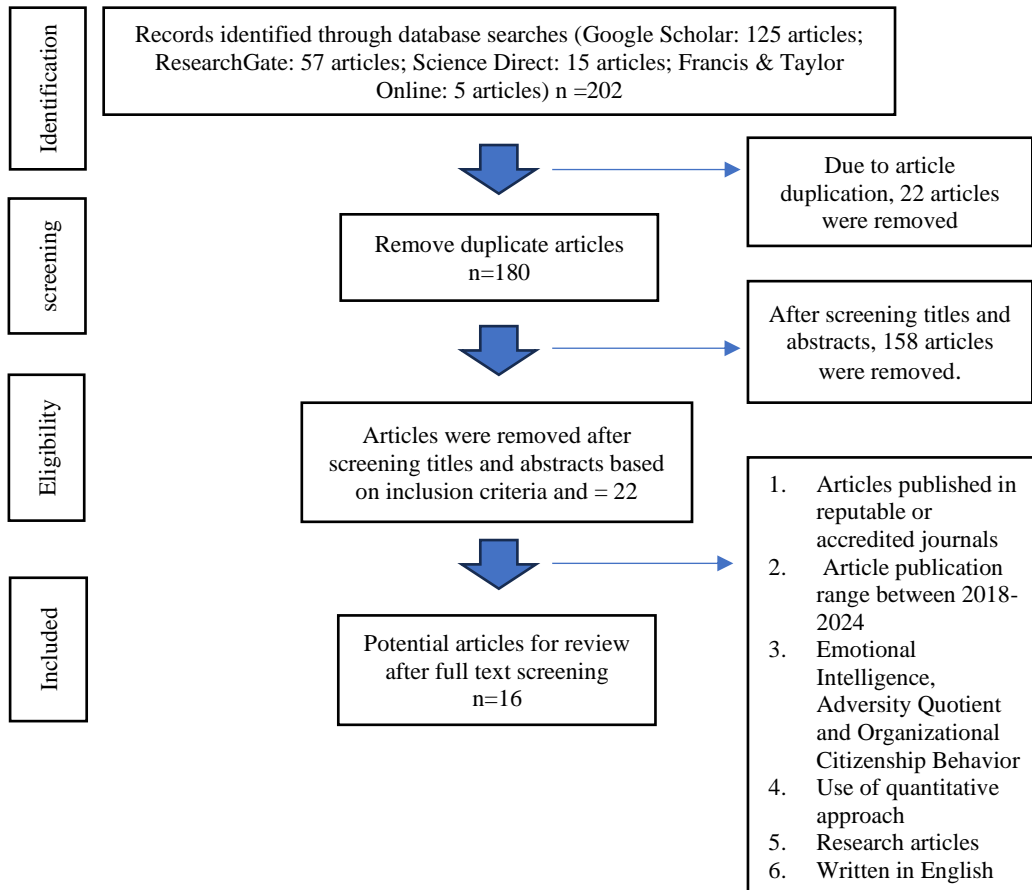 Identification
Records identified through database searches (Google Scholar: 125 articles;
ResearchGate: 57 articles; Science Direct: 15 articles; Francis & Taylor
Online: 5 articles) n =202
Due to article
duplication, 22 articles
were removed
screening
Remove duplicate articles
n=180
After screening titles and
abstracts, 158 articles
were removed.
Eligibility
Articles were removed after
screening titles and abstracts based
on inclusion criteria and = 22
1. Articles published in
reputable or
accredited journals
2. Article publication
range between 2018-
2024
3. Emotional
Intelligence,
Adversity Quotient
and Organizational
Citizenship Behavior
4. Use of quantitative
approach
5. Research articles
6. Written in English
Included
Potential articles for review
after full text screening
n=16